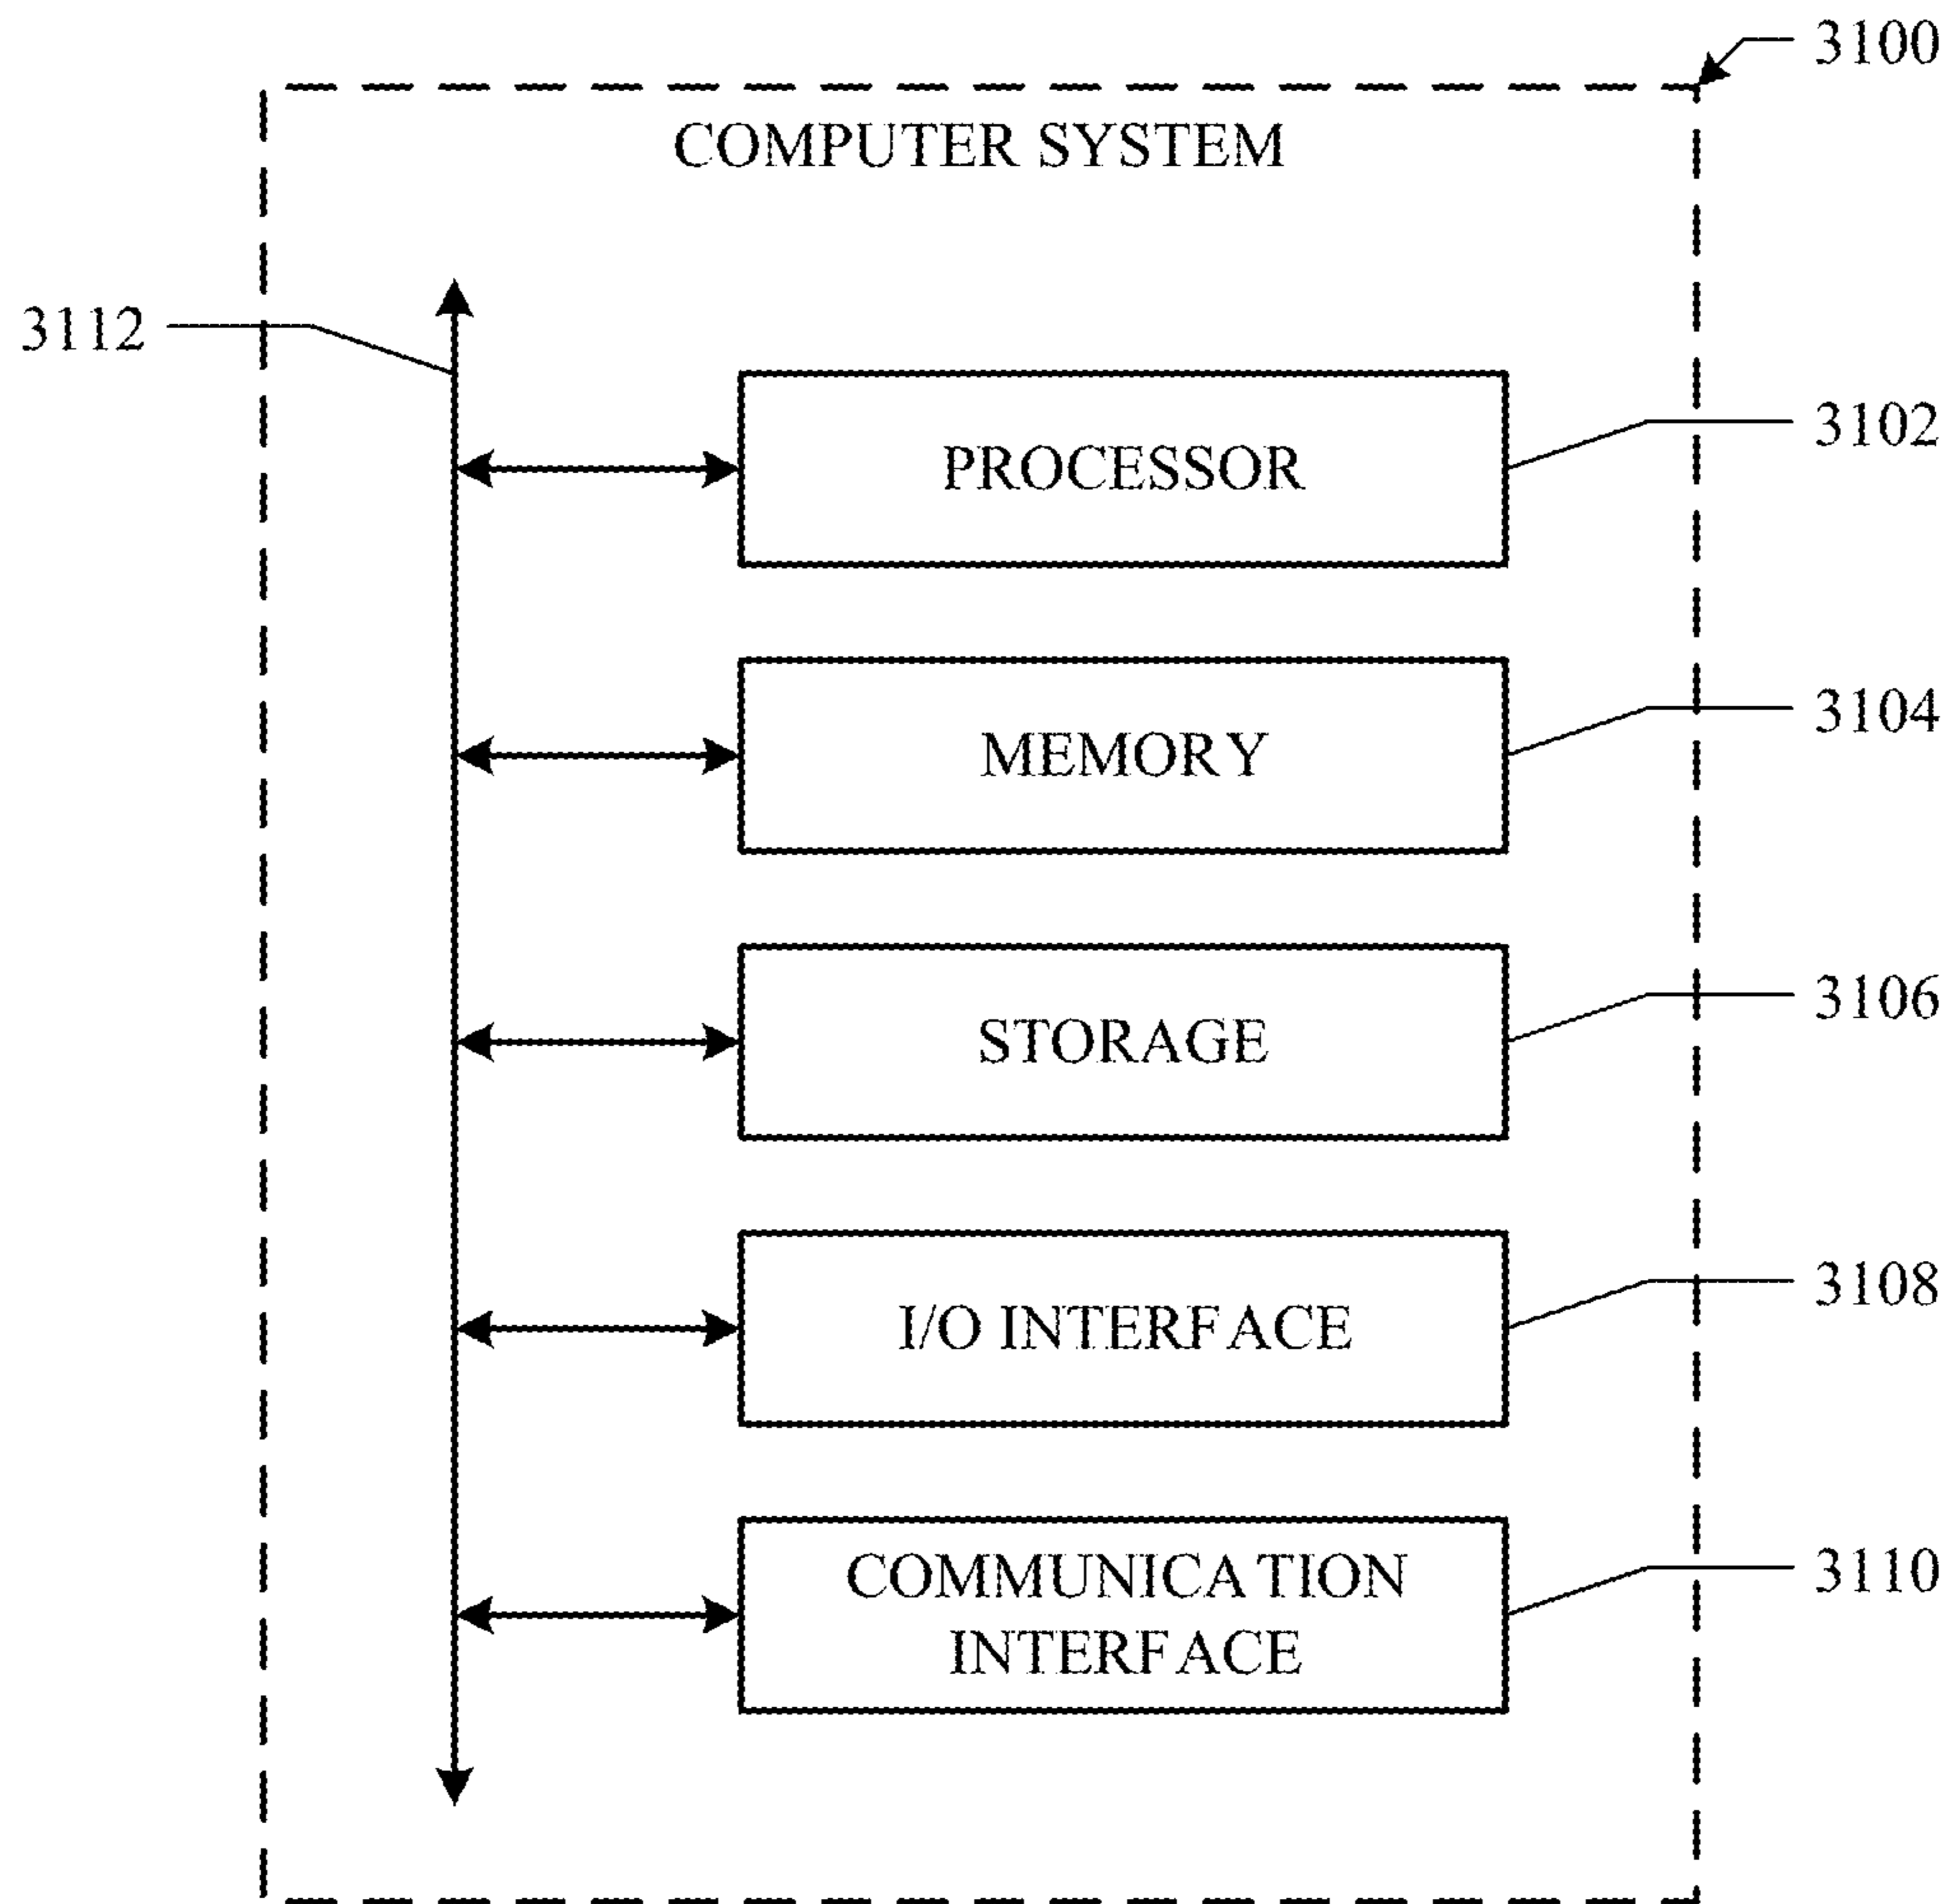 3100
COMPUTER SYSTEM
3112
3102
PROCESSOR
3104
MEMORY
3106
STORAGE
3108
I/O INTERFACE
3110
COMMUNICATION
INTERFACE